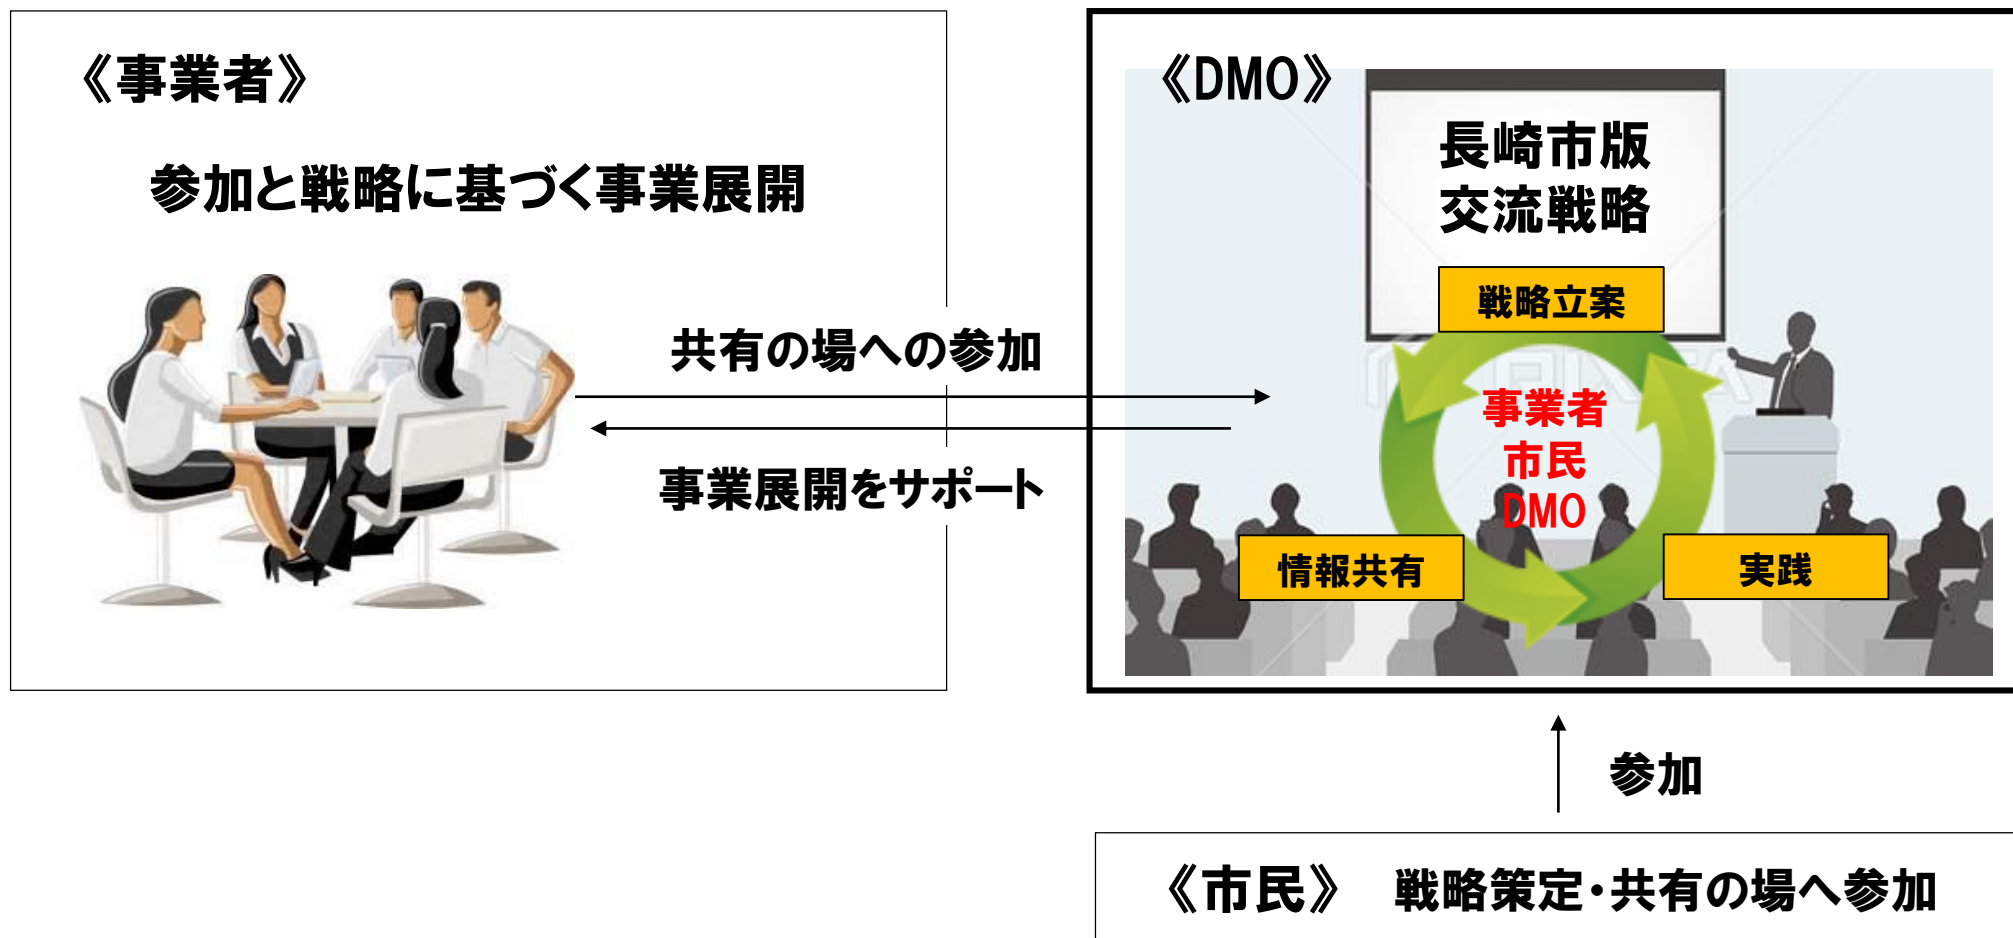 《事業者》
参加と戦略に基づく事業展開
共有の場への参加
事業展開をサポート
《DMO》
長崎市版
交流戦略
戦略立案
事業者
市民
DMO
情報共有
実践
参加
《市民》 戦略策定・共有の場へ参加